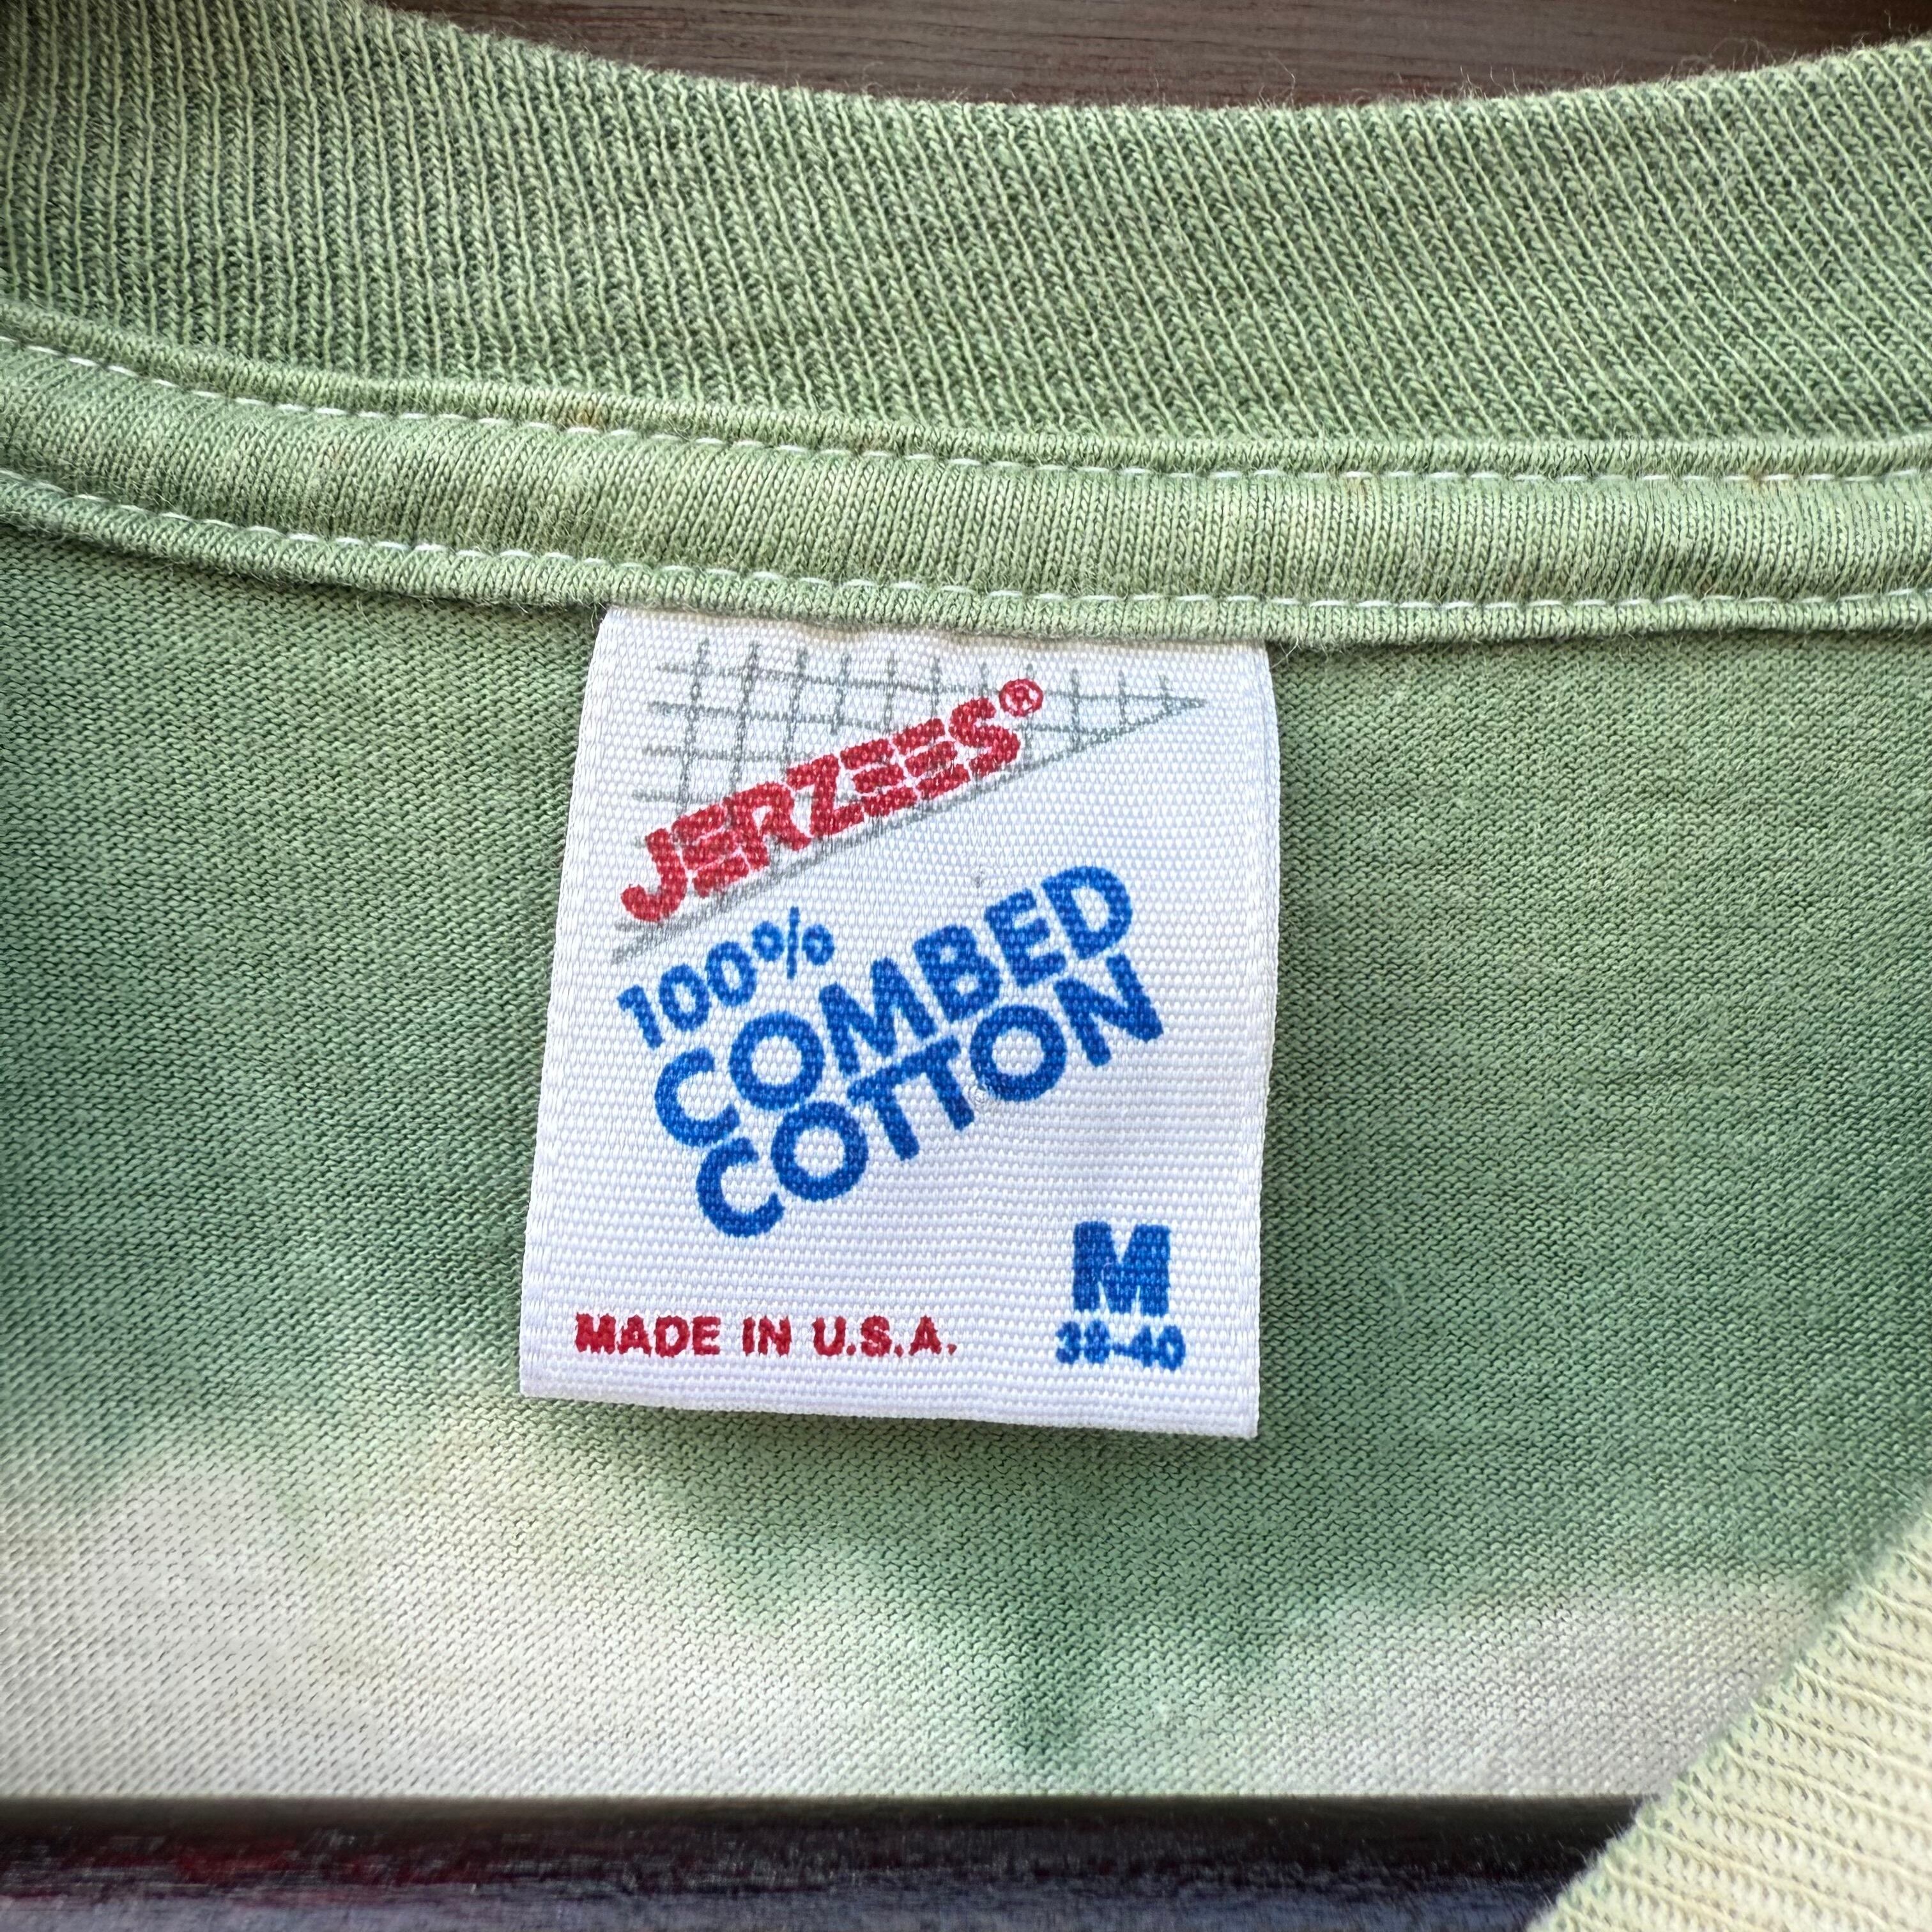 JERZEES®
100%
COMBED
COTTON
M
38-40
MADE IN U.S.A.